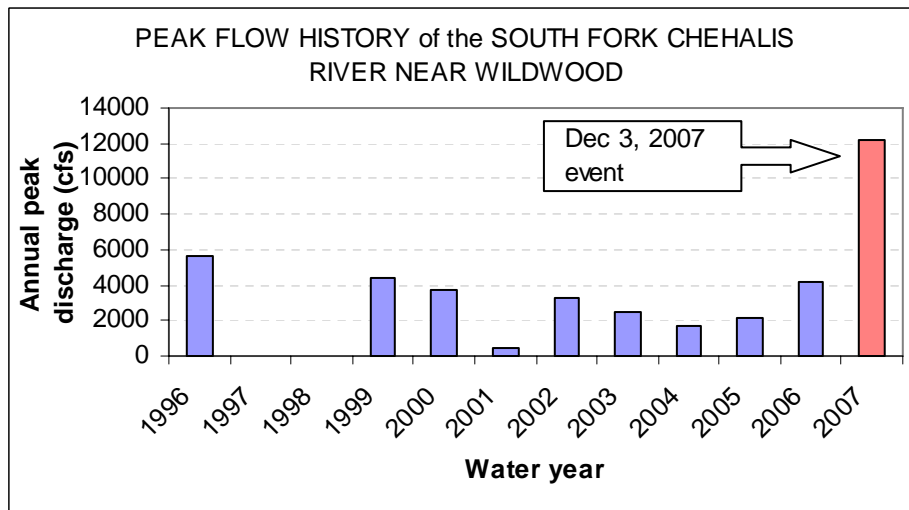 PEAK FLOW HISTORY of the SOUTH FORK CHEHALIS
RIVER NEAR WILDWOOD
Annual peak
discharge (cfs)
14000
12000
10000
8000
6000
4000
2000
0
Dec 3, 2007
event
1996
1997
1998
1999
2000
2001
2002
2003
2004
2005
2006
2007
Water year